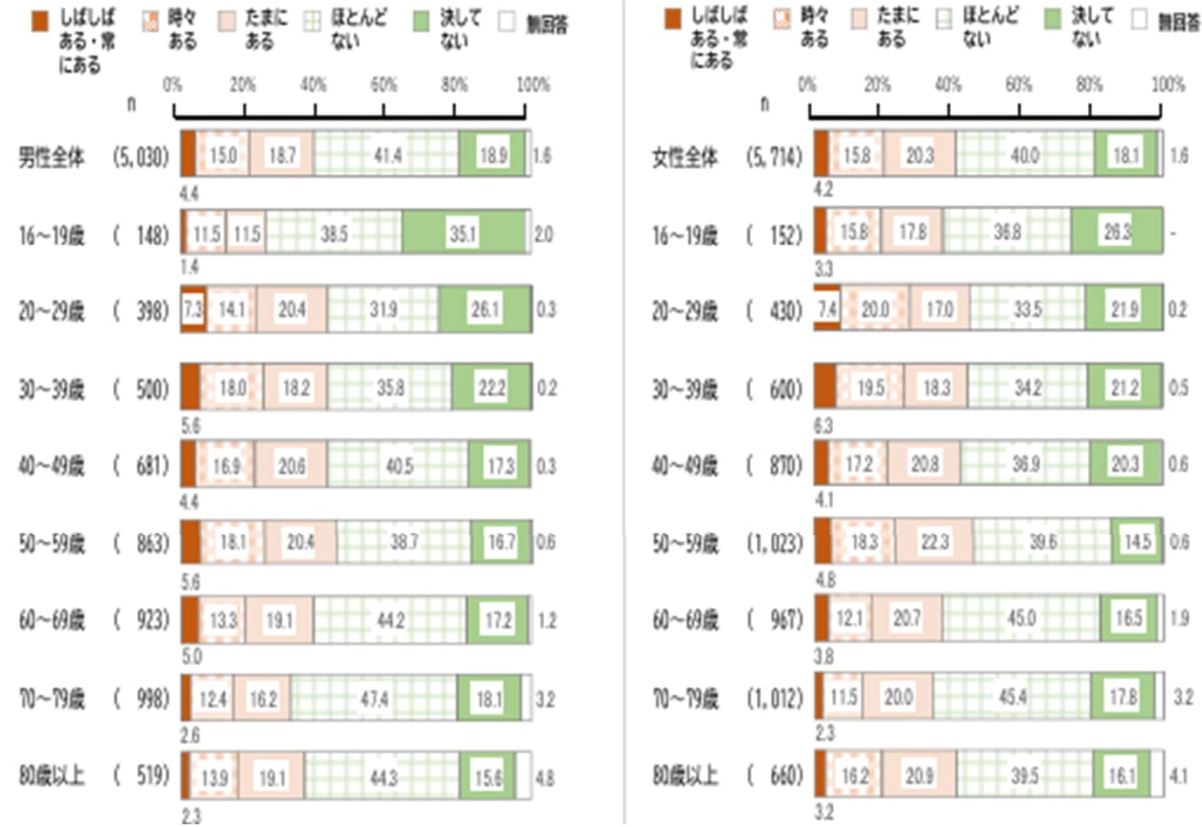 しばしば
ある・常
にある
時々
ある
たまに
ある
ほとんど
ない
決して
ない
無回答
n
0% 20% 40% 60% 80% 100%
男性全体 (5,030) 15.0 18.7 41.4 18.9 1.6
4.4
16～19歳 ( 148) 11.5 11.5 38.5 35.1 2.0
1.4
20～29歳 ( 398) 7.3 14.1 20.4 31.9 26.1 0.3
30～39歳 ( 500) 18.0 18.2 35.8 22.2 0.2
5.6
40～49歳 ( 681) 16.9 20.6 40.5 17.3 0.3
4.4
50～59歳 ( 863) 18.1 20.4 38.7 16.7 0.6
5.6
60～69歳 ( 923) 13.3 19.1 44.2 17.2 1.2
5.0
70～79歳 ( 998) 12.4 16.2 47.4 18.1 3.2
2.6
80歳以上 ( 519) 13.9 19.1 44.3 15.6 4.8
2.3
しばしば
ある・常
にある
時々
ある
たまに
ある
ほとんど
ない
決して
ない
無回答
n
0% 20% 40% 60% 80% 100%
女性全体 (5,714) 15.8 20.3 40.0 18.1 1.6
4.2
16～19歳 ( 152) 15.8 17.8 36.8 26.3 -
3.3
20～29歳 ( 430) 7.4 20.0 17.0 33.5 21.9 0.2
30～39歳 ( 600) 19.5 18.3 34.2 21.2 0.5
6.3
40～49歳 ( 870) 17.2 20.8 36.9 20.3 0.6
4.1
50～59歳 (1,023) 18.3 22.3 39.6 14.5 0.6
4.8
60～69歳 ( 967) 12.1 20.7 45.0 16.5 1.9
3.8
70～79歳 (1,012) 11.5 20.0 45.4 17.8 3.2
2.3
80歳以上 ( 660) 16.2 20.9 39.5 16.1 4.1
3.2